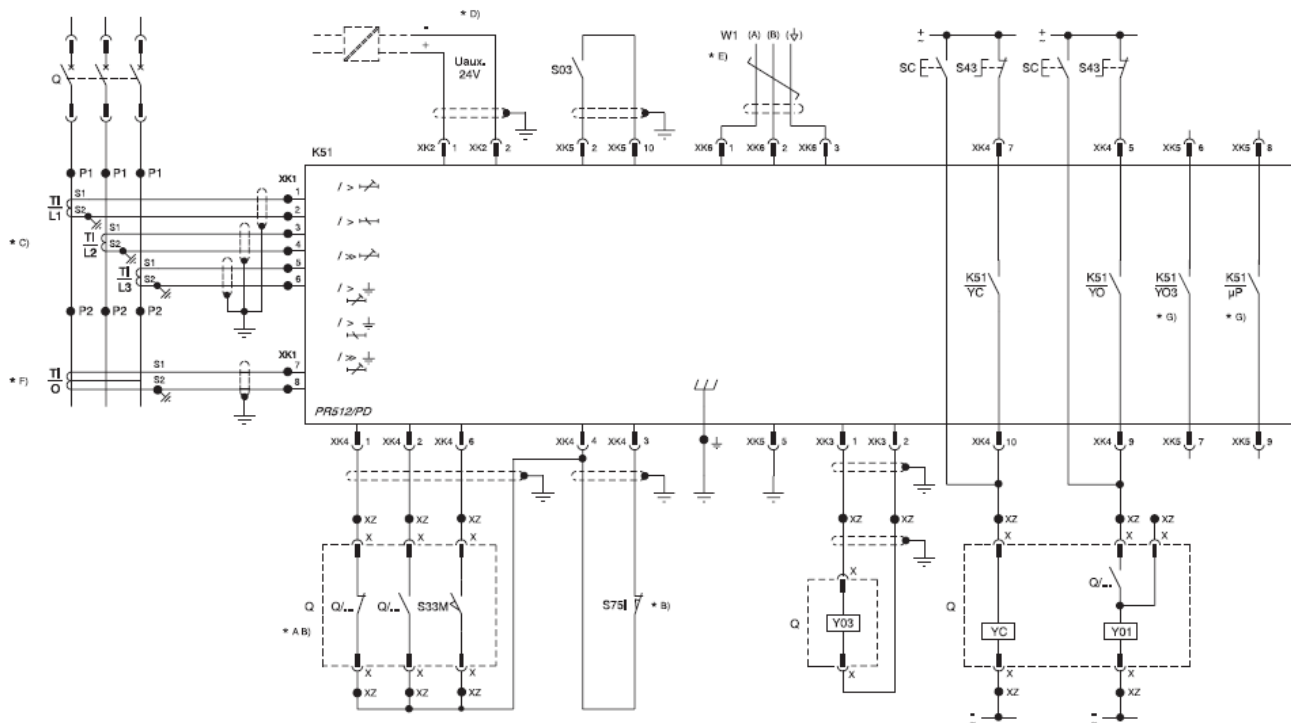 * D)
-
+
Uaux.
24V
W1 (A) (B)
* E)
S03
+
-
+
-
SC
S43
SC
S43
Q
K51
XK2 1
XK2 2
XK5 2
XK5 10
XK6 1
XK6 2
XK6 3
XK4 7
XK4 5
XK5 6
XK5 8
P1 P1 P1
XK1
S1 1
TI S2 2
L1
I >
S1 3
TI S2 4
L2
I >
* C)
S1 5
TI S2 6
L3
I >>
I >
I >
I >>
P2 P2 P2
K51
YC
K51
YO
K51
YO3
* G)
K51
µP
* G)
XK1
* F)
TI
O
S1 7
S2 8
PR512/PD
XK4 1
XK4 2
XK4 6
XK4 4
XK4 3
XK5 5
XK3 1
XK3 2
XK4 10
XK4 9
XK5 7
XK5 9
XZ XZ XZ XZ XZ XZ XZ XZ
X X X X X X
Q
* A B)
Q/...
Q/...
S33M
S75I
* B)
Q
Y03
X
Q
YC
Q/...
Y01
X X X X X
XZ XZ XZ XZ XZ
- -